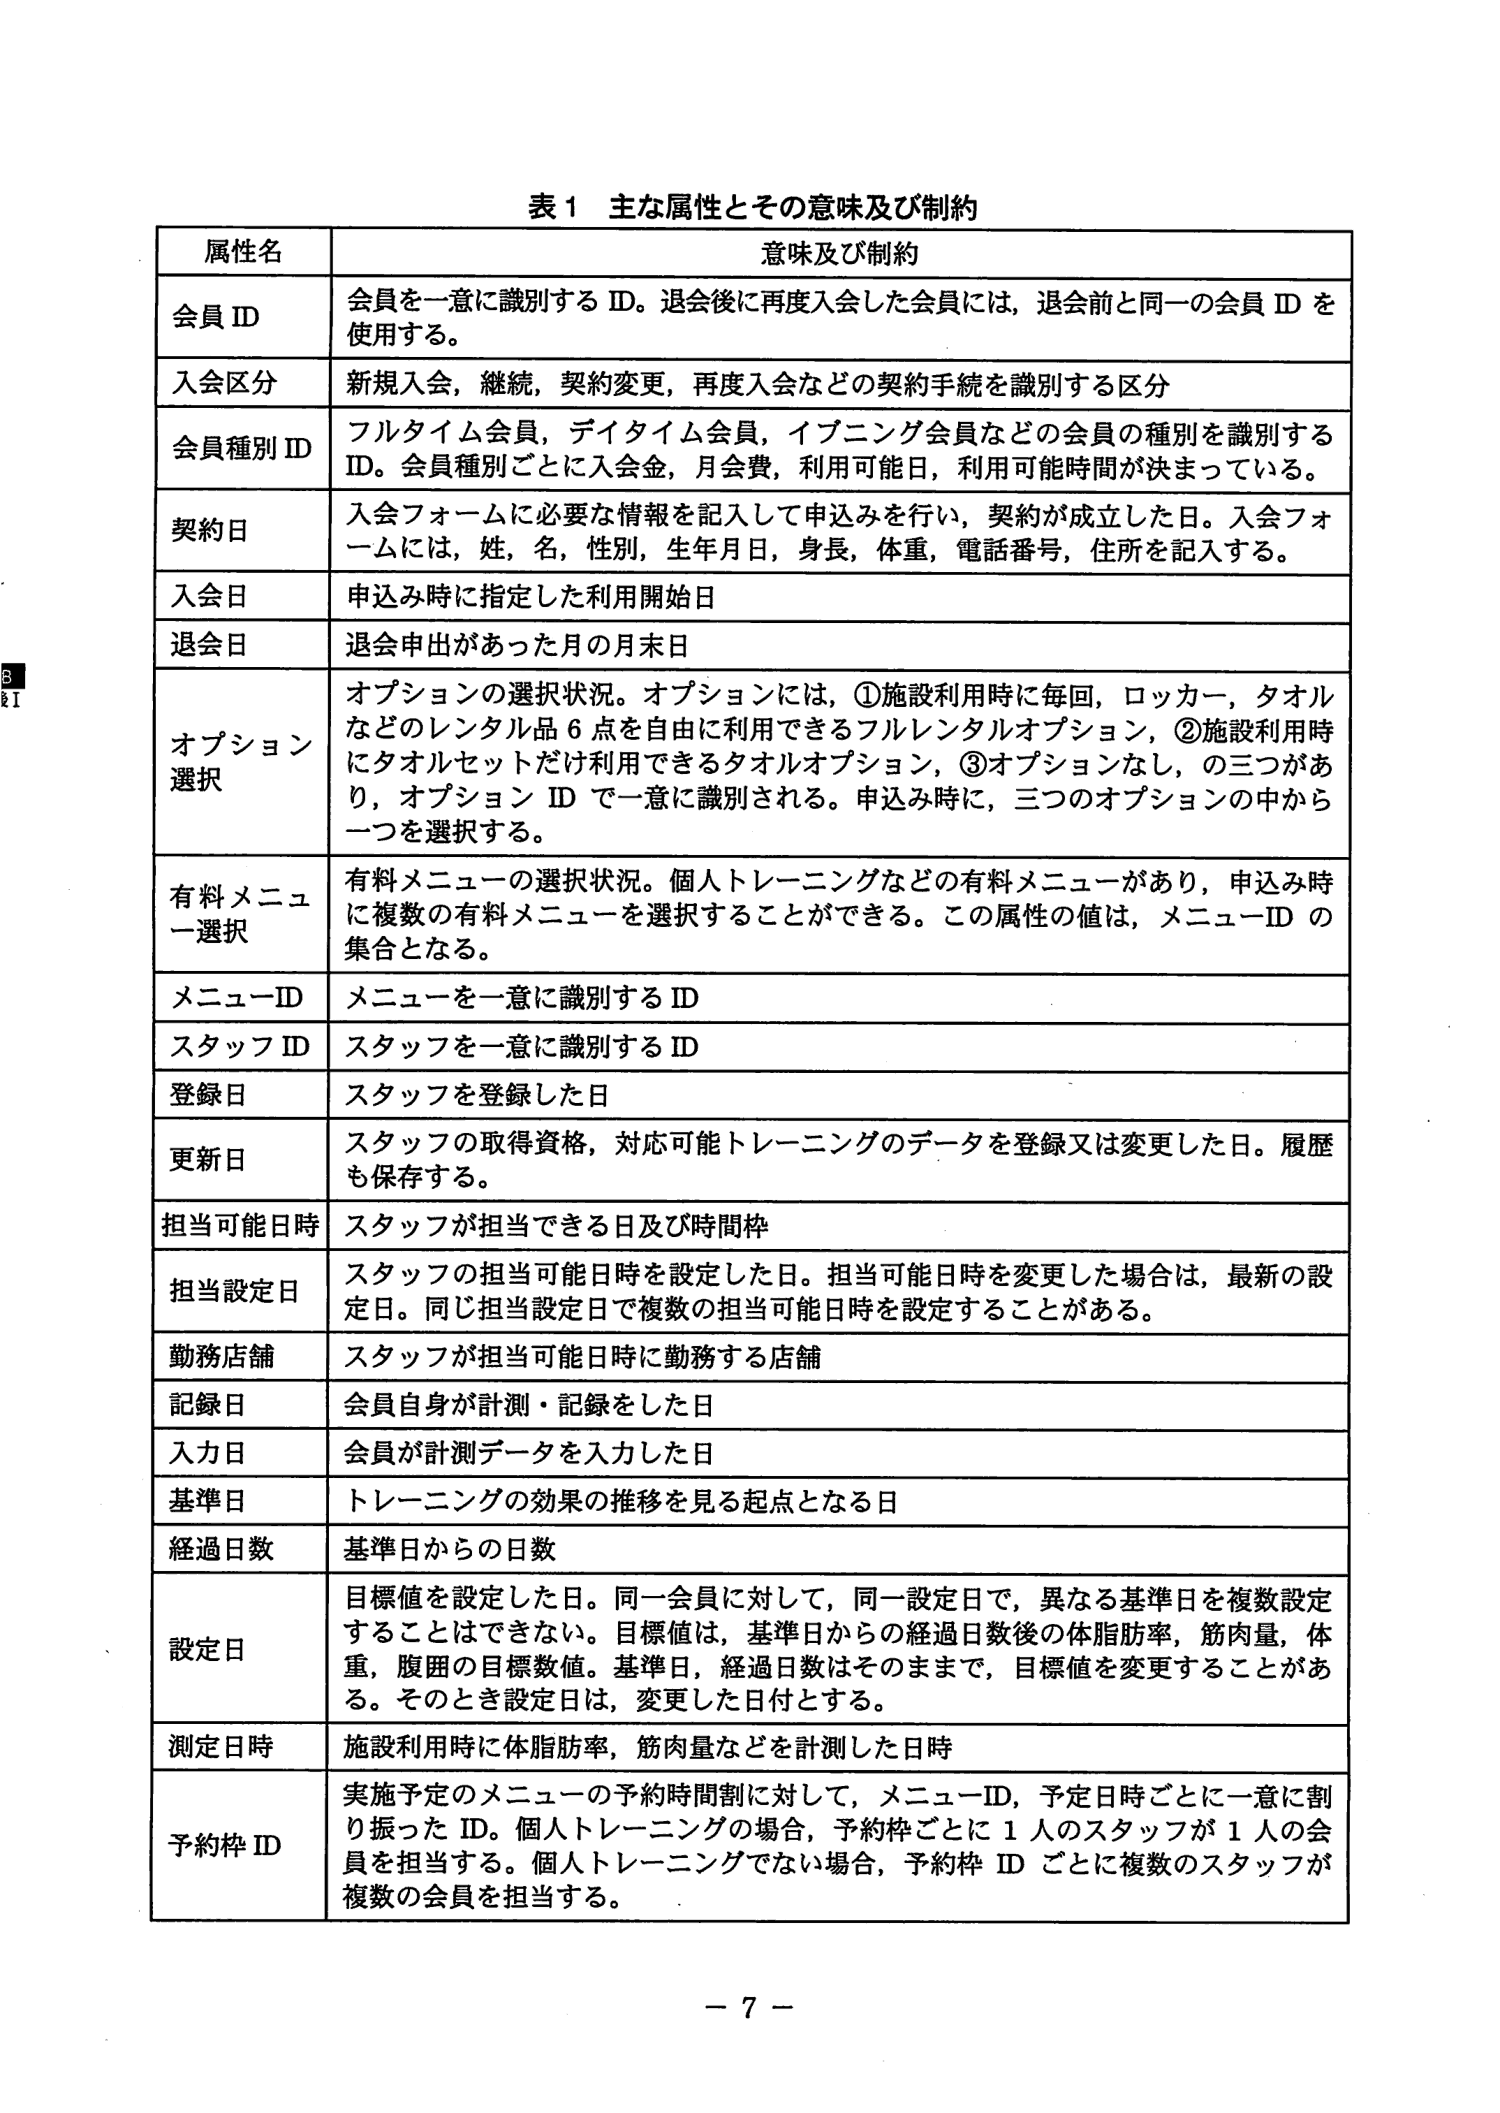 表1 主な属性とその意味及び制約
属性名
意味及び制約
会員 ID
会員を一意に識別する ID。退会後に再度入会した会員には，退会前と同一の会員 ID を
使用する。
入会区分
新規入会，継続，契約変更，再度入会などの契約手続を識別する区分
会員種別 ID
フルタイム会員，デイタイム会員，イブニング会員などの会員の種別を識別する
ID。会員種別ごとに入会金，月会費，利用可能日，利用可能時間が決まっている。
契約日
入会フォームに必要な情報を記入して申込みを行い，契約が成立した日。入会フォ
ームには，姓，名，性別，生年月日，身長，体重，電話番号，住所を記入する。
入会日
申込み時に指定した利用開始日
退会日
退会申出があった月の月末日
オプション
選択
オプションの選択状況。オプションには，①施設利用時に毎回，ロッカー，タオル
などのレンタル品 6 点を自由に利用できるフルレンタルオプション，②施設利用時
にタオルセットだけ利用できるタオルオプション，③オプションなし，の三つがあ
り，オプション ID で一意に識別される。申込み時に，三つのオプションの中から
一つを選択する。
有料メニュ
ー選択
有料メニューの選択状況。個人トレーニングなどの有料メニューがあり，申込み時
に複数の有料メニューを選択することができる。この属性の値は，メニューID の
集合となる。
メニューID
メニューを一意に識別する ID
スタッフ ID
スタッフを一意に識別する ID
登録日
スタッフを登録した日
更新日
スタッフの取得資格，対応可能トレーニングのデータを登録又は変更した日。履歴
も保存する。
担当可能日時
スタッフが担当できる日及び時間枠
担当設定日
スタッフの担当可能日時を設定した日。担当可能日時を変更した場合は，最新の設
定日。同じ担当設定日で複数の担当可能日時を設定することがある。
勤務店舗
スタッフが担当可能日時に勤務する店舗
記録日
会員自身が計測・記録をした日
入力日
会員が計測データを入力した日
基準日
トレーニングの効果の推移を見る起点となる日
経過日数
基準日からの日数
設定日
目標値を設定した日。同一会員に対して，同一設定日で，異なる基準日を複数設定
することはできない。目標値は，基準日からの経過日数後の体脂肪率，筋肉量，体
重，腹囲の目標数値。基準日，経過日数はそのままで，目標値を変更することがあ
る。そのとき設定日は，変更した日付とする。
測定日時
施設利用時に体脂肪率，筋肉量などを計測した日時
予約枠 ID
実施予定のメニューの予約時間割に対して，メニューID，予定日時ごとに一意に割
り振った ID。個人トレーニングの場合，予約枠ごとに 1 人のスタッフが 1 人の会
員を担当する。個人トレーニングでない場合，予約枠 ID ごとに複数のスタッフが
複数の会員を担当する。
－ 7 －